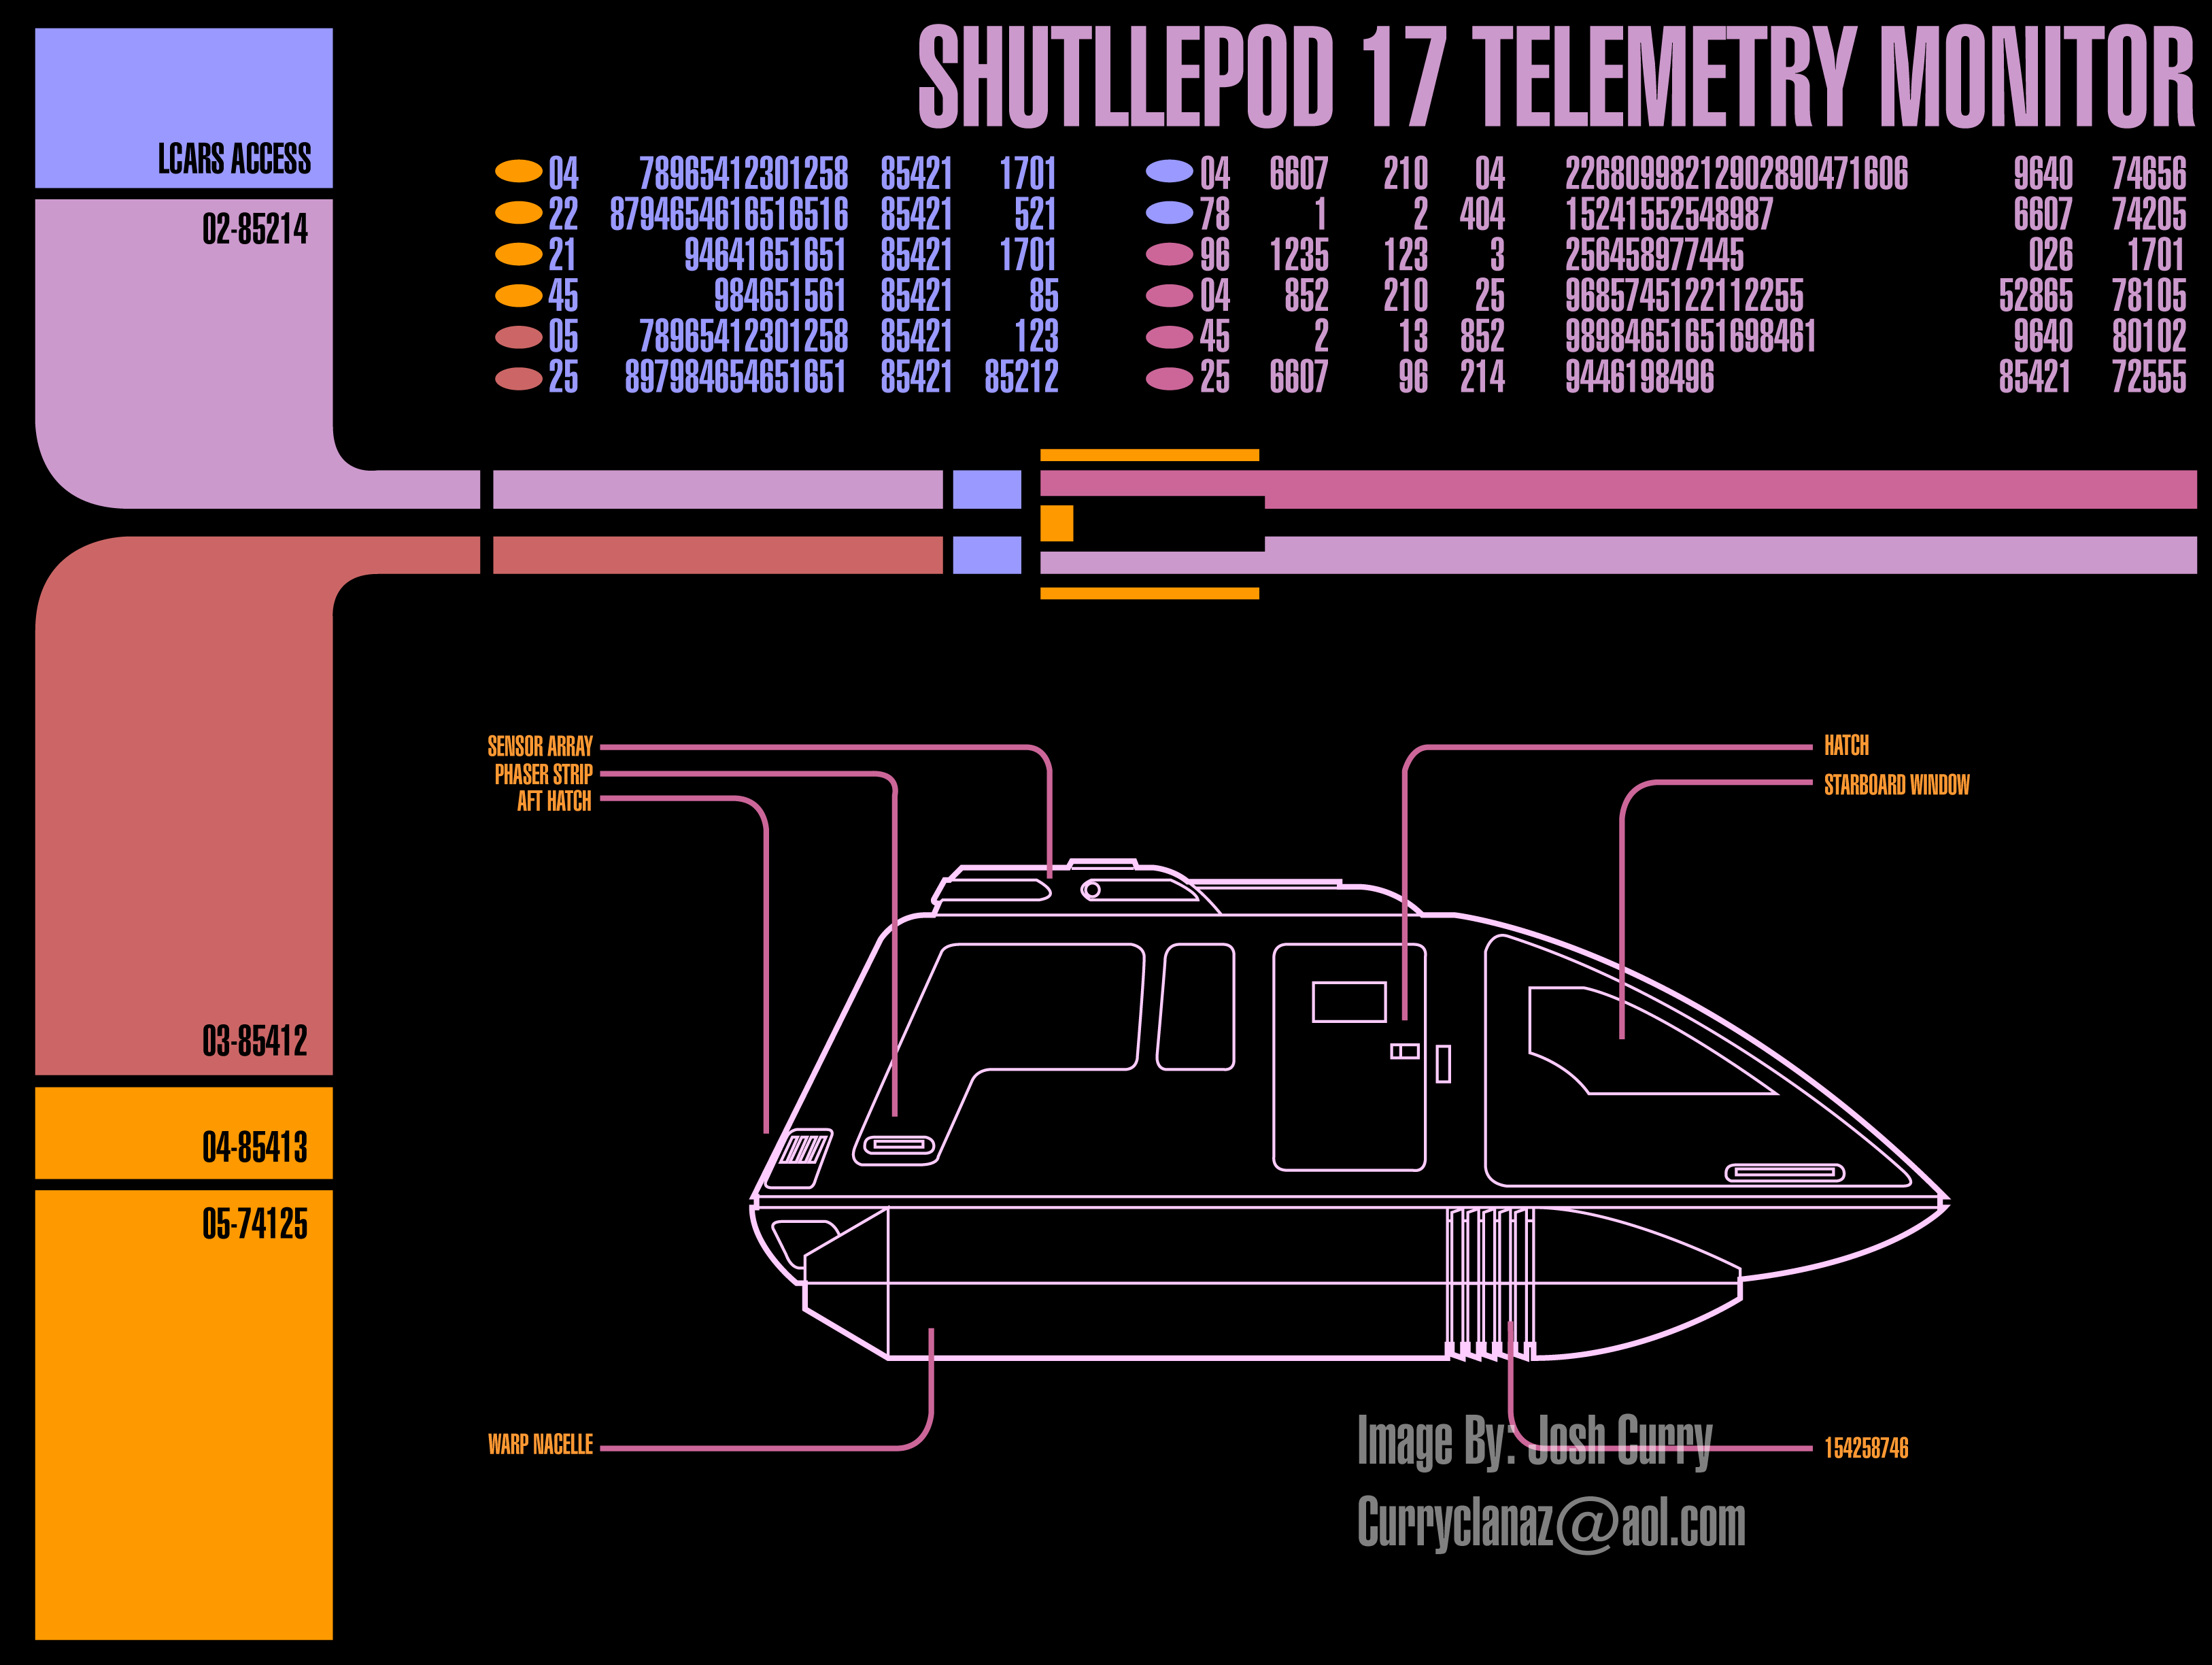 SHUTLLEPOD 17 TELEMETRY MONITOR
LCARS ACCESS
02-85214
04 78965412301258 85421 1701
22 8794654616516516 85421 521
21 94641651651 85421 1701
45 984651561 85421 85
05 78965412301258 85421 123
25 897984654651651 85421 85212
04 6607 210 04 22680998212902890471606 9640 74656
78 1 2 404 15241552548987 6607 74205
96 1235 123 3 256458977445 026 1701
04 852 210 25 9685745122112255 52865 78105
45 2 13 852 98984651651698461 9640 80102
25 6607 96 214 9446198496 85421 72555
SENSOR ARRAY
PHASER STRIP
AFT HATCH
HATCH
STARBOARD WINDOW
03-85412
04-85413
05-74125
WARP NACELLE
154258746
Image By: Josh Curry
Curryclanaz@aol.com